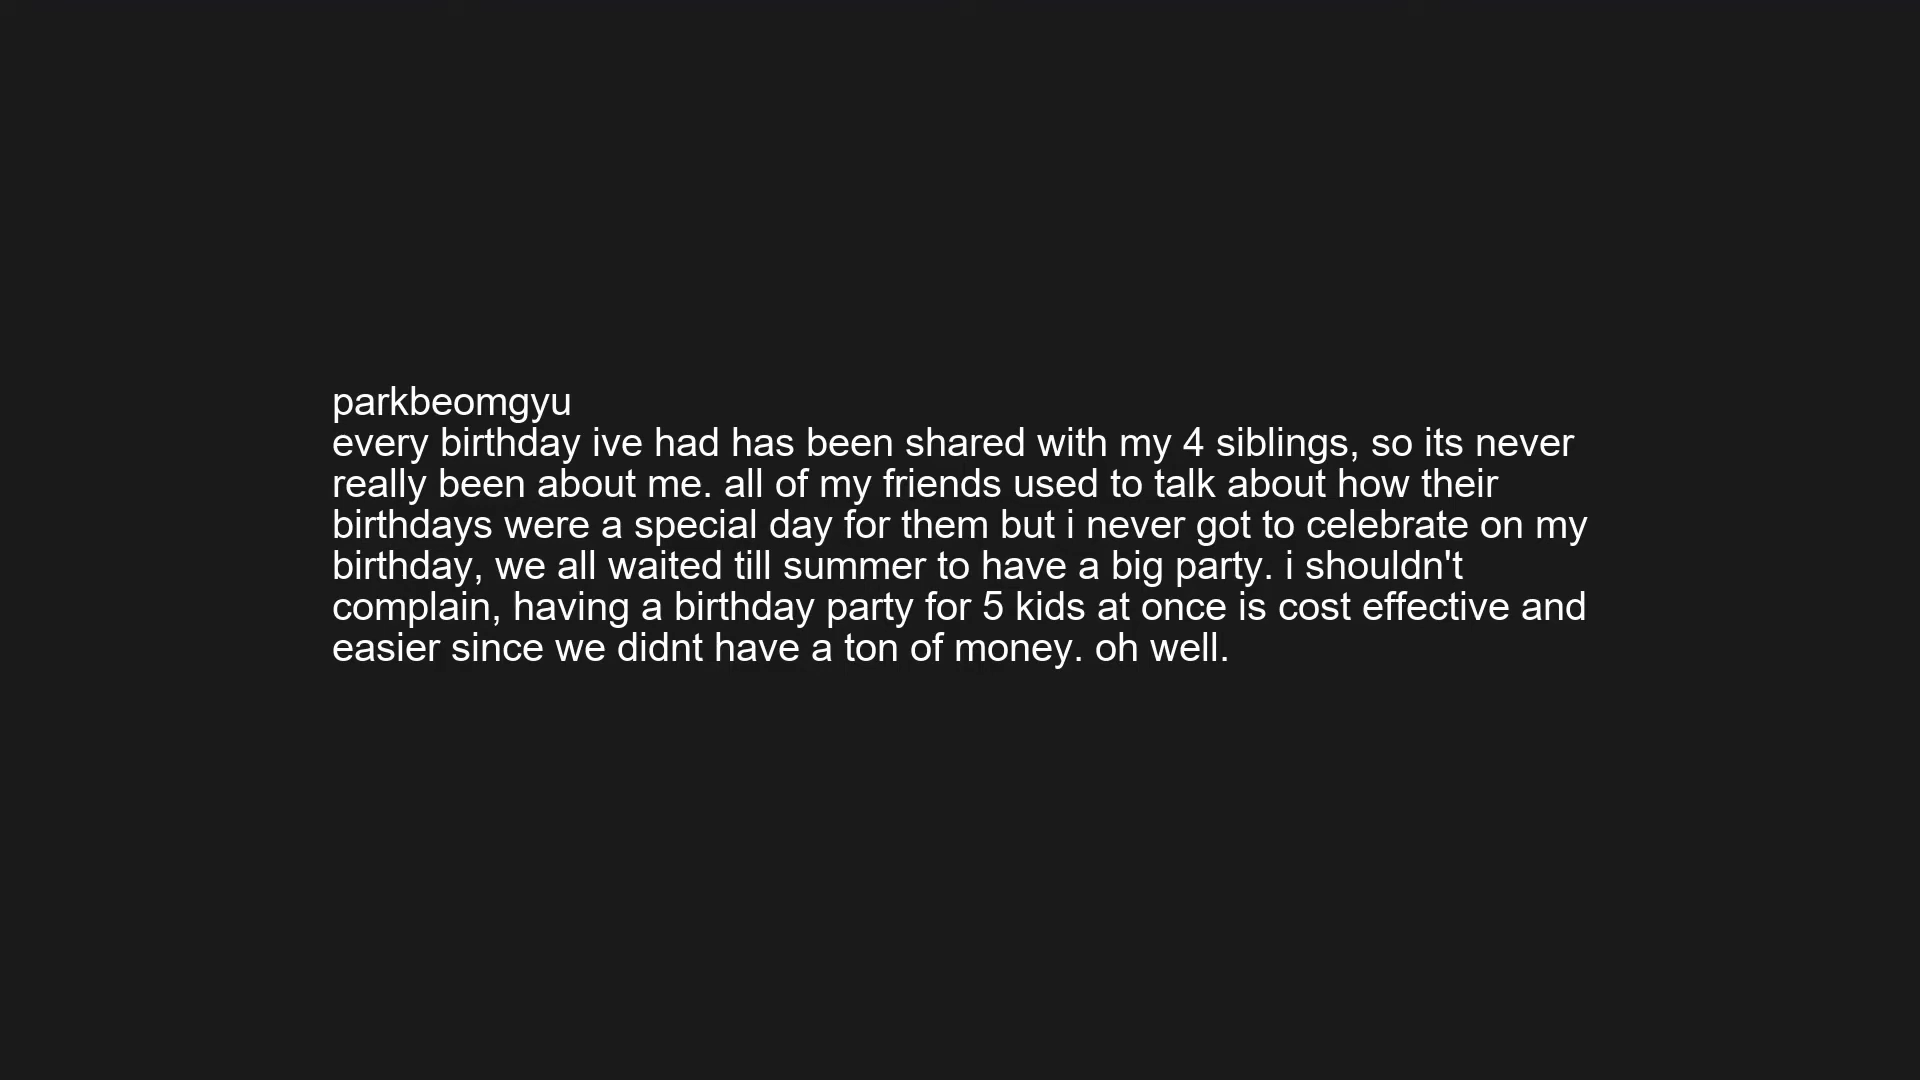 parkbeomgyu
every birthday ive had has been shared with my 4 siblings, so its never
really been about me. all of my friends used to talk about how their
birthdays were a special day for them but i never got to celebrate on my
birthday, we all waited till summer to have a big party. i shouldn't
complain, having a birthday party for 5 kids at once is cost effective and
easier since we didnt have a ton of money. oh well.